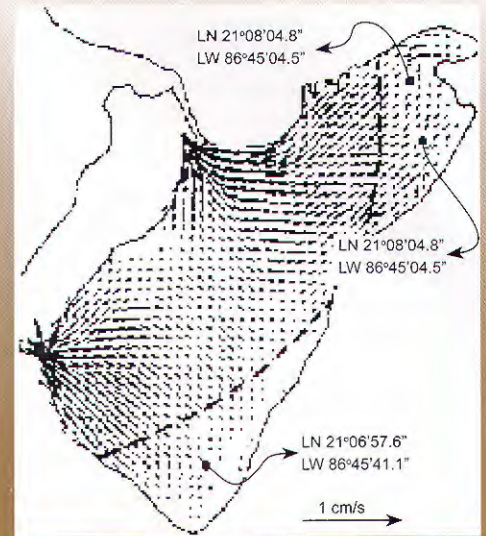 LN 21º08'04.8"
LW 86º45'04.5"
LN 21º08'04.8"
LW 86º45'04.5"
LN 21º06'57.6"
LW 86º45'41.1"
1 cm/s